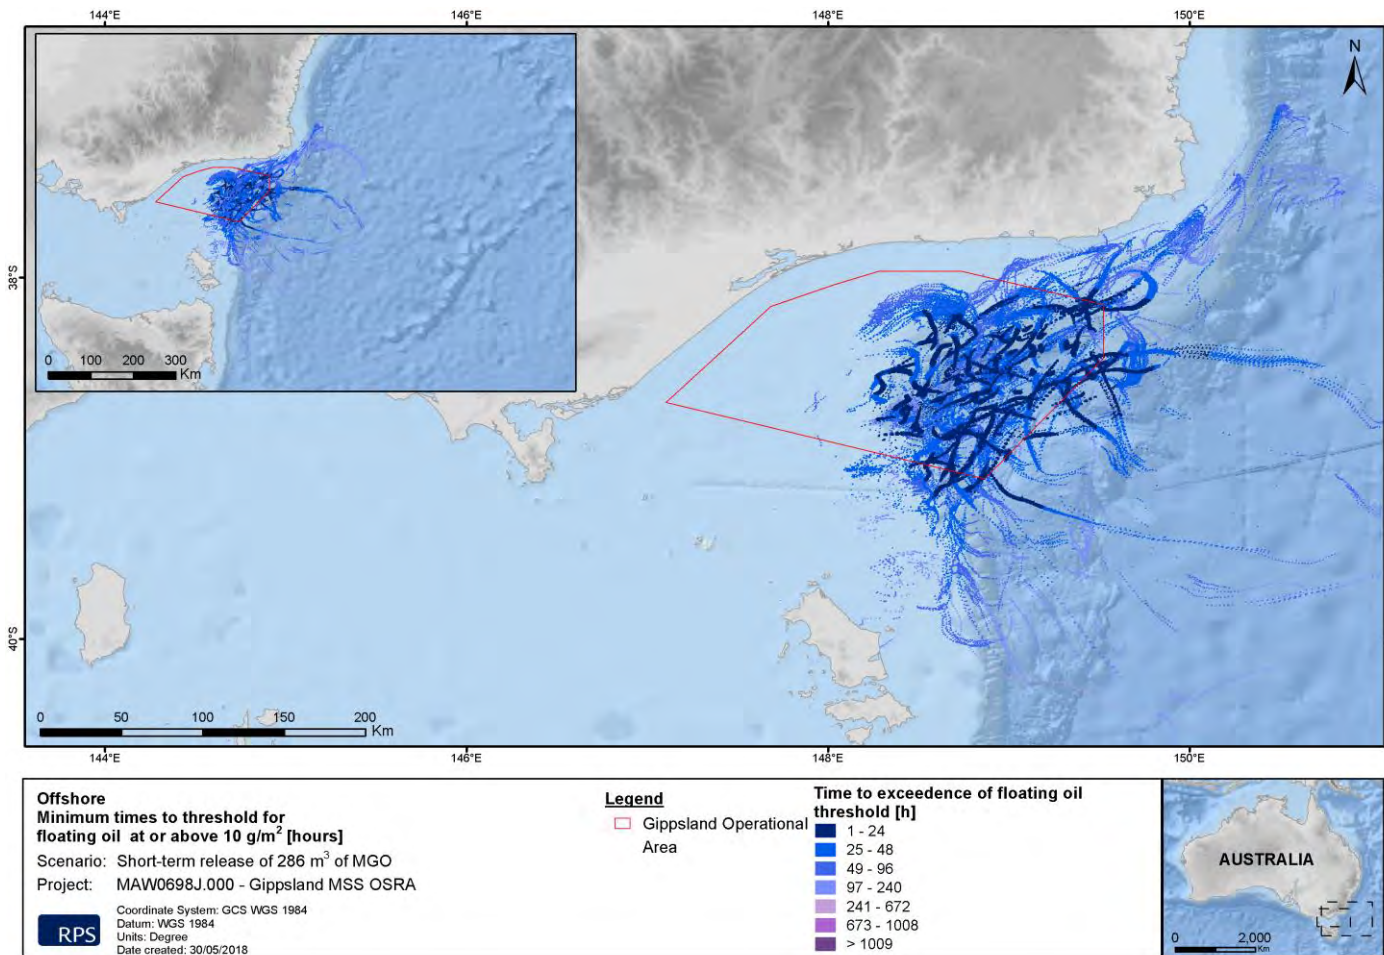 144°E
146°E
148°E
150°E
N
38°S
40°S
0 100 200 300
Km
0 50 100 150 200
Km
144°E
146°E
148°E
150°E
Offshore
Minimum times to threshold for
floating oil at or above 10 g/m² [hours]
Scenario: Short-term release of 286 m³ of MGO
Project: MAW0698J.000 - Gippsland MSS OSRA
RPS
Coordinate System: GCS WGS 1984
Datum: WGS 1984
Units: Degree
Date created: 30/05/2018
Legend
Gippsland Operational
Area
Time to exceedence of floating oil
threshold [h]
1 - 24
25 - 48
49 - 96
97 - 240
241 - 672
673 - 1008
> 1009
AUSTRALIA
0 2,000
Km